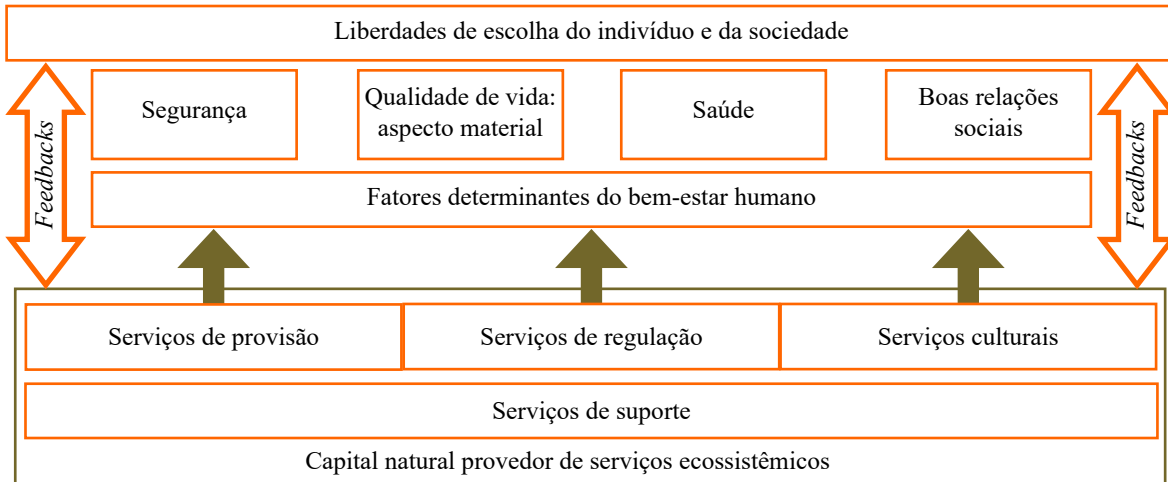 Liberdades de escolha do indivíduo e da sociedade
Feedbacks
Segurança
Qualidade de vida:
aspecto material
Saúde
Boas relações
sociais
Feedbacks
Fatores determinantes do bem-estar humano
Serviços de provisão
Serviços de regulação
Serviços culturais
Serviços de suporte
Capital natural provedor de serviços ecossistêmicos